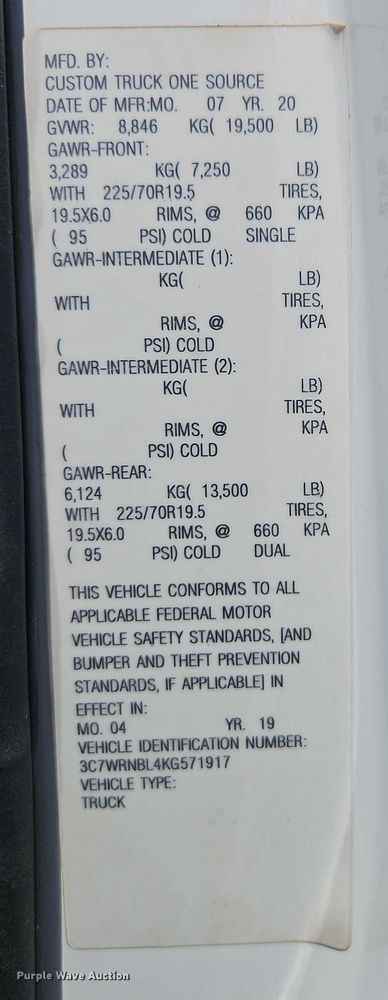 MFD. BY:
CUSTOM TRUCK ONE SOURCE
DATE OF MFR:MO. 07 YR. 20
GVWR: 8,846 KG( 19,500 LB)
GAWR-FRONT:
3,289 KG( 7,250 LB)
WITH 225/70R19.5 TIRES,
19.5X6.0 RIMS, @ 660 KPA
( 95 PSI) COLD SINGLE
GAWR-INTERMEDIATE (1):
KG( LB)
WITH TIRES,
RIMS, @ KPA
( PSI) COLD
GAWR-INTERMEDIATE (2):
KG( LB)
WITH TIRES,
RIMS, @ KPA
( PSI) COLD
GAWR-REAR:
6,124 KG( 13,500 LB)
WITH 225/70R19.5 TIRES,
19.5X6.0 RIMS, @ 660 KPA
( 95 PSI) COLD DUAL
THIS VEHICLE CONFORMS TO ALL
APPLICABLE FEDERAL MOTOR
VEHICLE SAFETY STANDARDS, [AND
BUMPER AND THEFT PREVENTION
STANDARDS, IF APPLICABLE] IN
EFFECT IN:
MO. 04 YR. 19
VEHICLE IDENTIFICATION NUMBER:
3C7WRNBL4KG571917
VEHICLE TYPE:
TRUCK
Purple Wave Auction